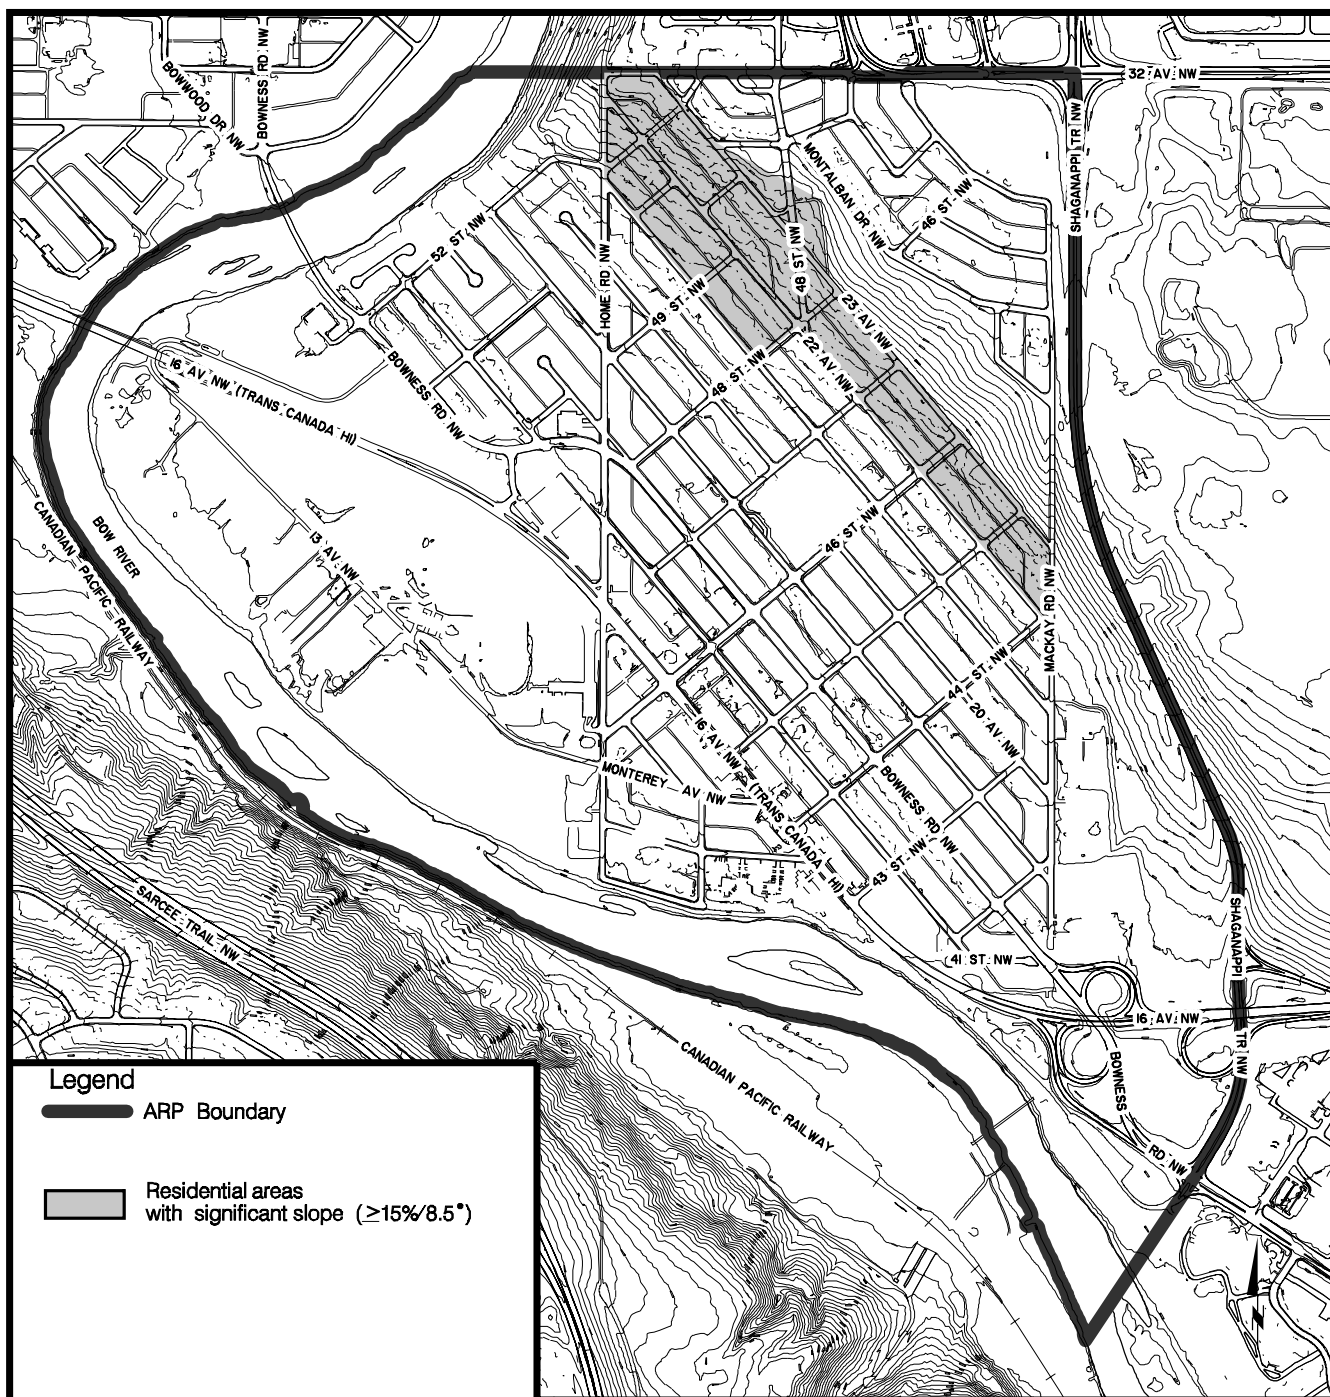 BOWWOOD DR NW
BOWNESS RD NW
32 AV NW
SHAGANAPPI TR NW
MONTALBAN DR NW
46 ST NW
52 ST NW
HOME RD NW
49 ST NW
48 ST NW
23 AV NW
22 AV NW
48 ST NW
BOWNESS RD NW
16 AV NW (TRANS CANADA HI)
CANADIAN PACIFIC RAILWAY
BOW RIVER
13 AV NW
46 ST NW
MACKAY RD NW
44 ST NW
20 AV NW
16 AV NW (TRANS CANADA HI)
MONTEREY AV NW
BOWNESS RD NW
43 ST NW
SARCEE TRAIL NW
41 ST NW
SHAGANAPPI TR NW
16 AV NW
CANADIAN PACIFIC RAILWAY
BOWNESS RD NW
Legend
ARP Boundary
Residential areas
with significant slope (≥15%/8.5°)